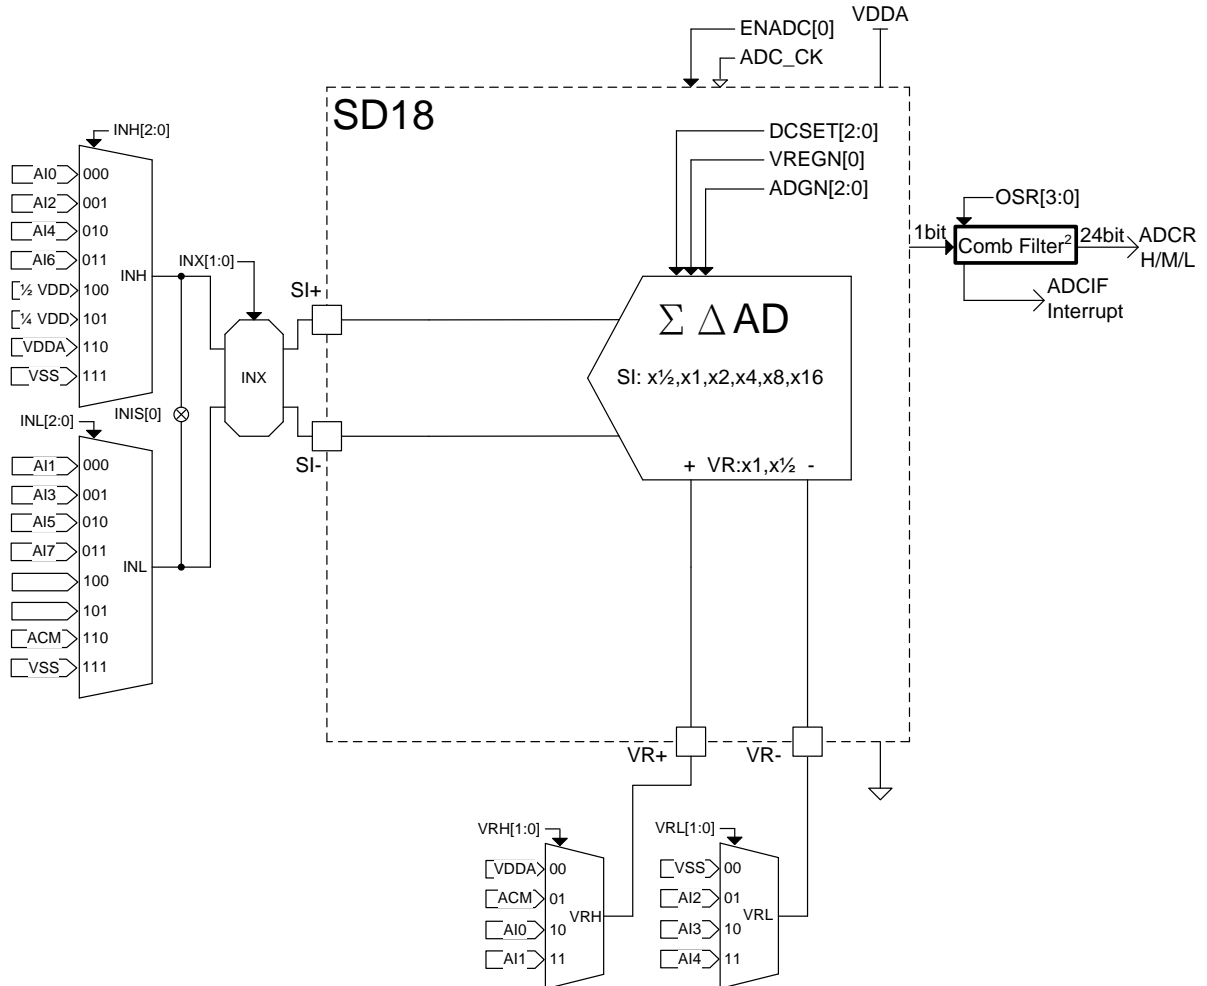 ENADC[0]
VDDA
ADC_CK
SD18
INH[2:0]
DCSET[2:0]
VREGN[0]
ADGN[2:0]
AI0 000
AI2 001
AI4 010
AI6 011
½ VDD 100
¼ VDD 101
VDDA 110
VSS 111
INH
INX[1:0]
INX
SI+
SI-
INIS[0]
INL[2:0]
AI1 000
AI3 001
AI5 010
AI7 011
100
101
ACM 110
VSS 111
INL
Σ Δ AD
SI: x½,x1,x2,x4,x8,x16
+ VR:x1,x½ -
OSR[3:0]
1bit
Comb Filter²
24bit
ADCR
H/M/L
ADCIF
Interrupt
VR+
VR-
VRH[1:0]
VDDA 00
ACM 01
AI0 10
AI1 11
VRH
VRL[1:0]
VSS 00
AI2 01
AI3 10
AI4 11
VRL